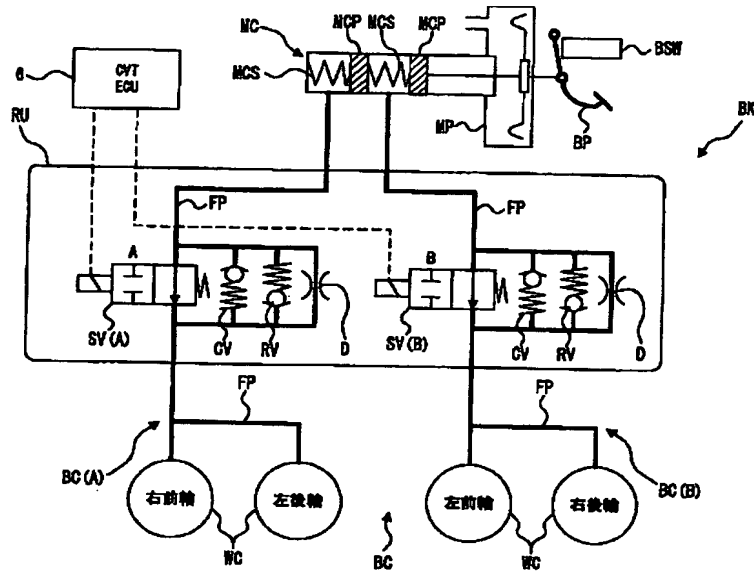 MC
MCP
MCS
MCP
MCS
BSW
6
CVT
ECU
MP
BP
BK
RU
FP
FP
A
B
SV(A)
CV
RV
D
SV(B)
CV
RV
D
FP
FP
BC(A)
BC(B)
右前輪
左後輪
左前輪
右後輪
WC
BC
WC